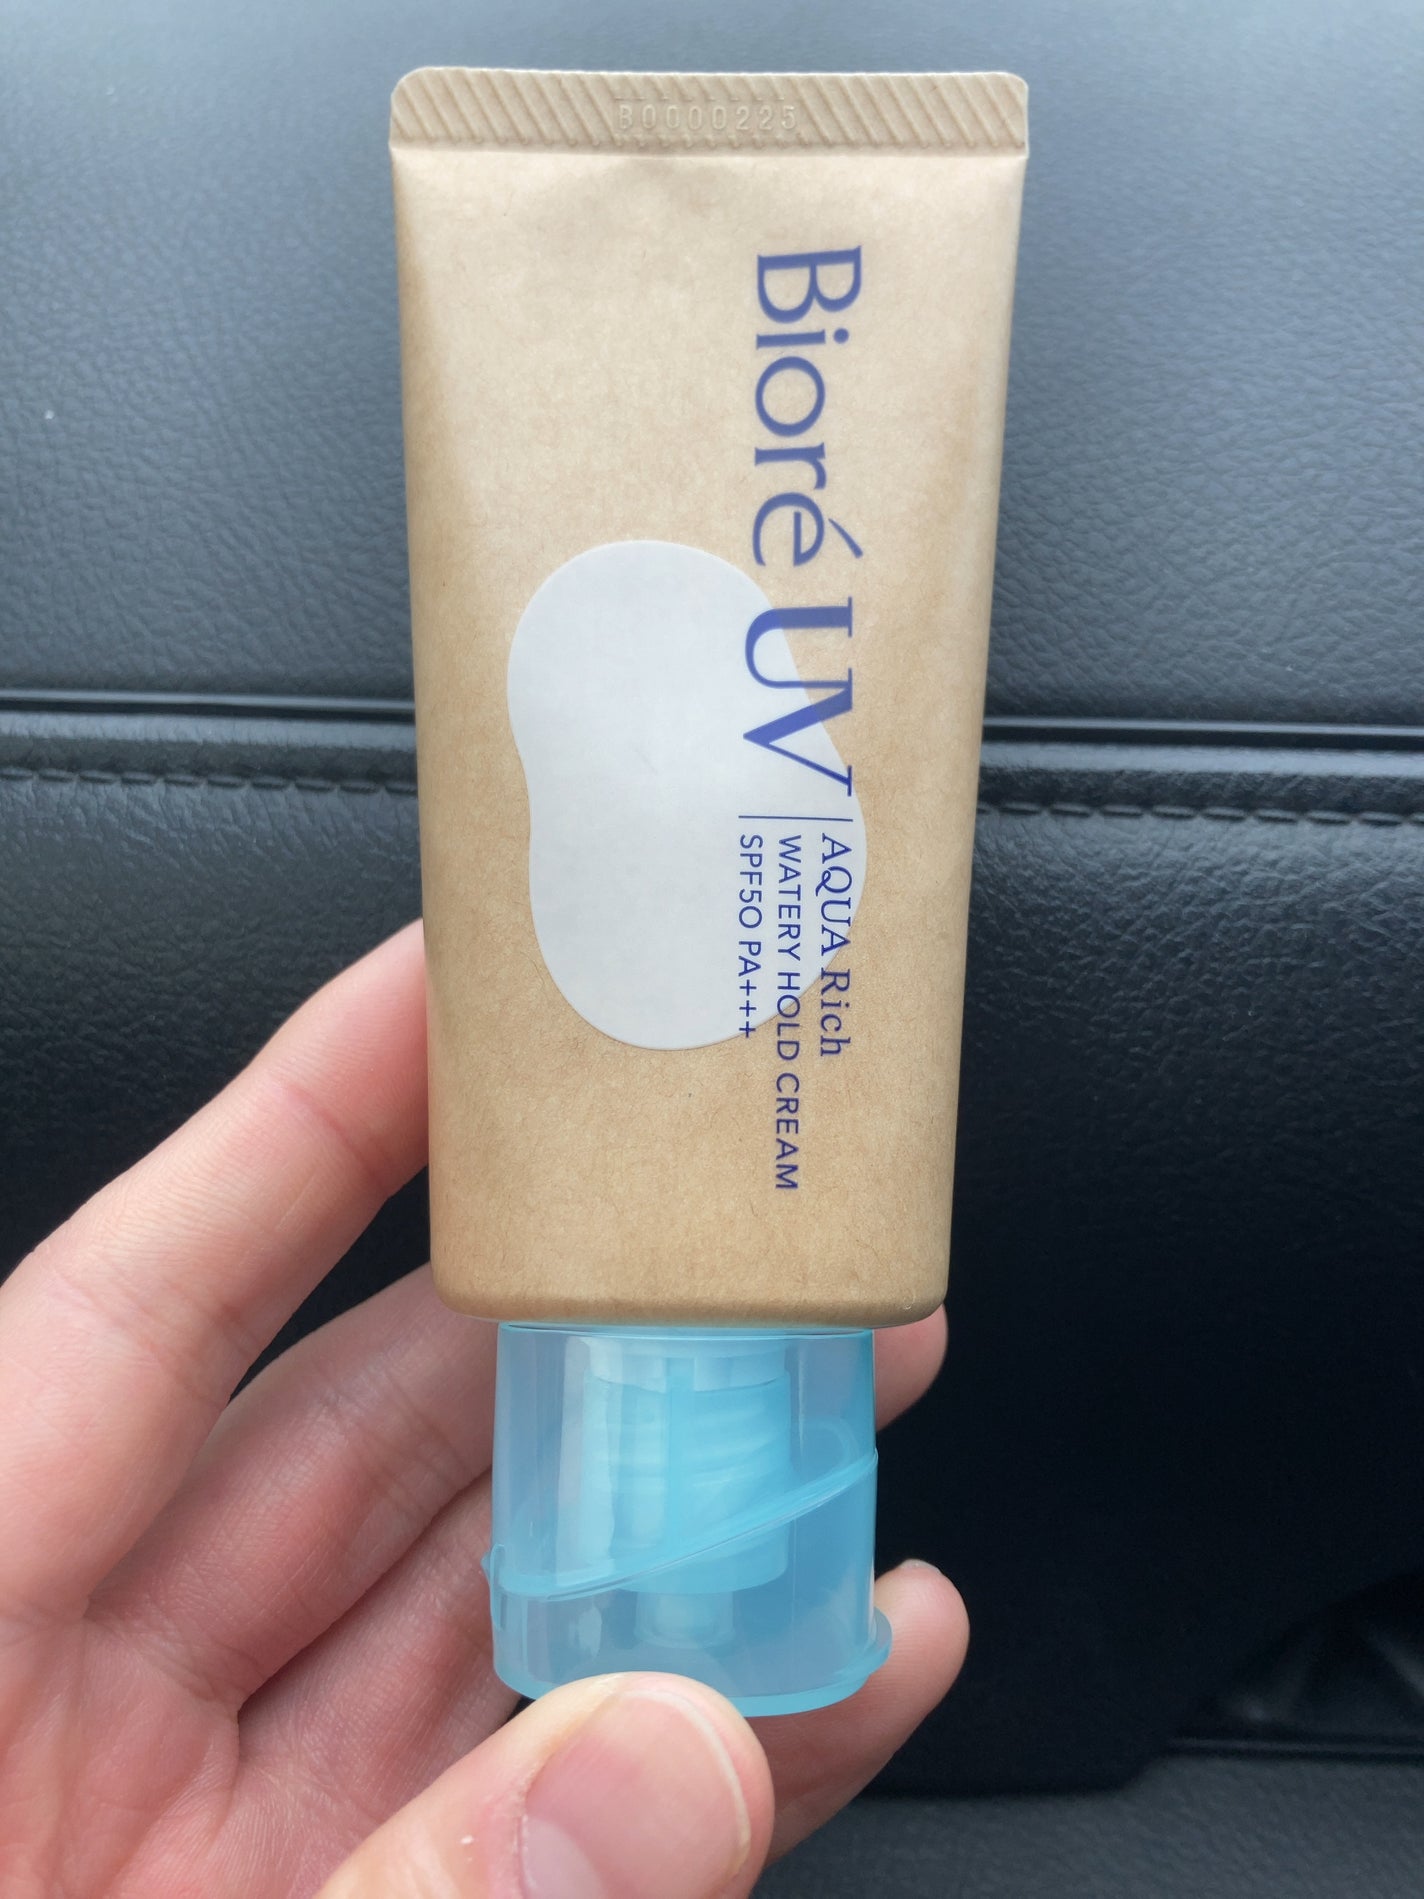 B0000225
Bioré UV
AQUA Rich
WATERY HOLD CREAM
SPF50 PA+++